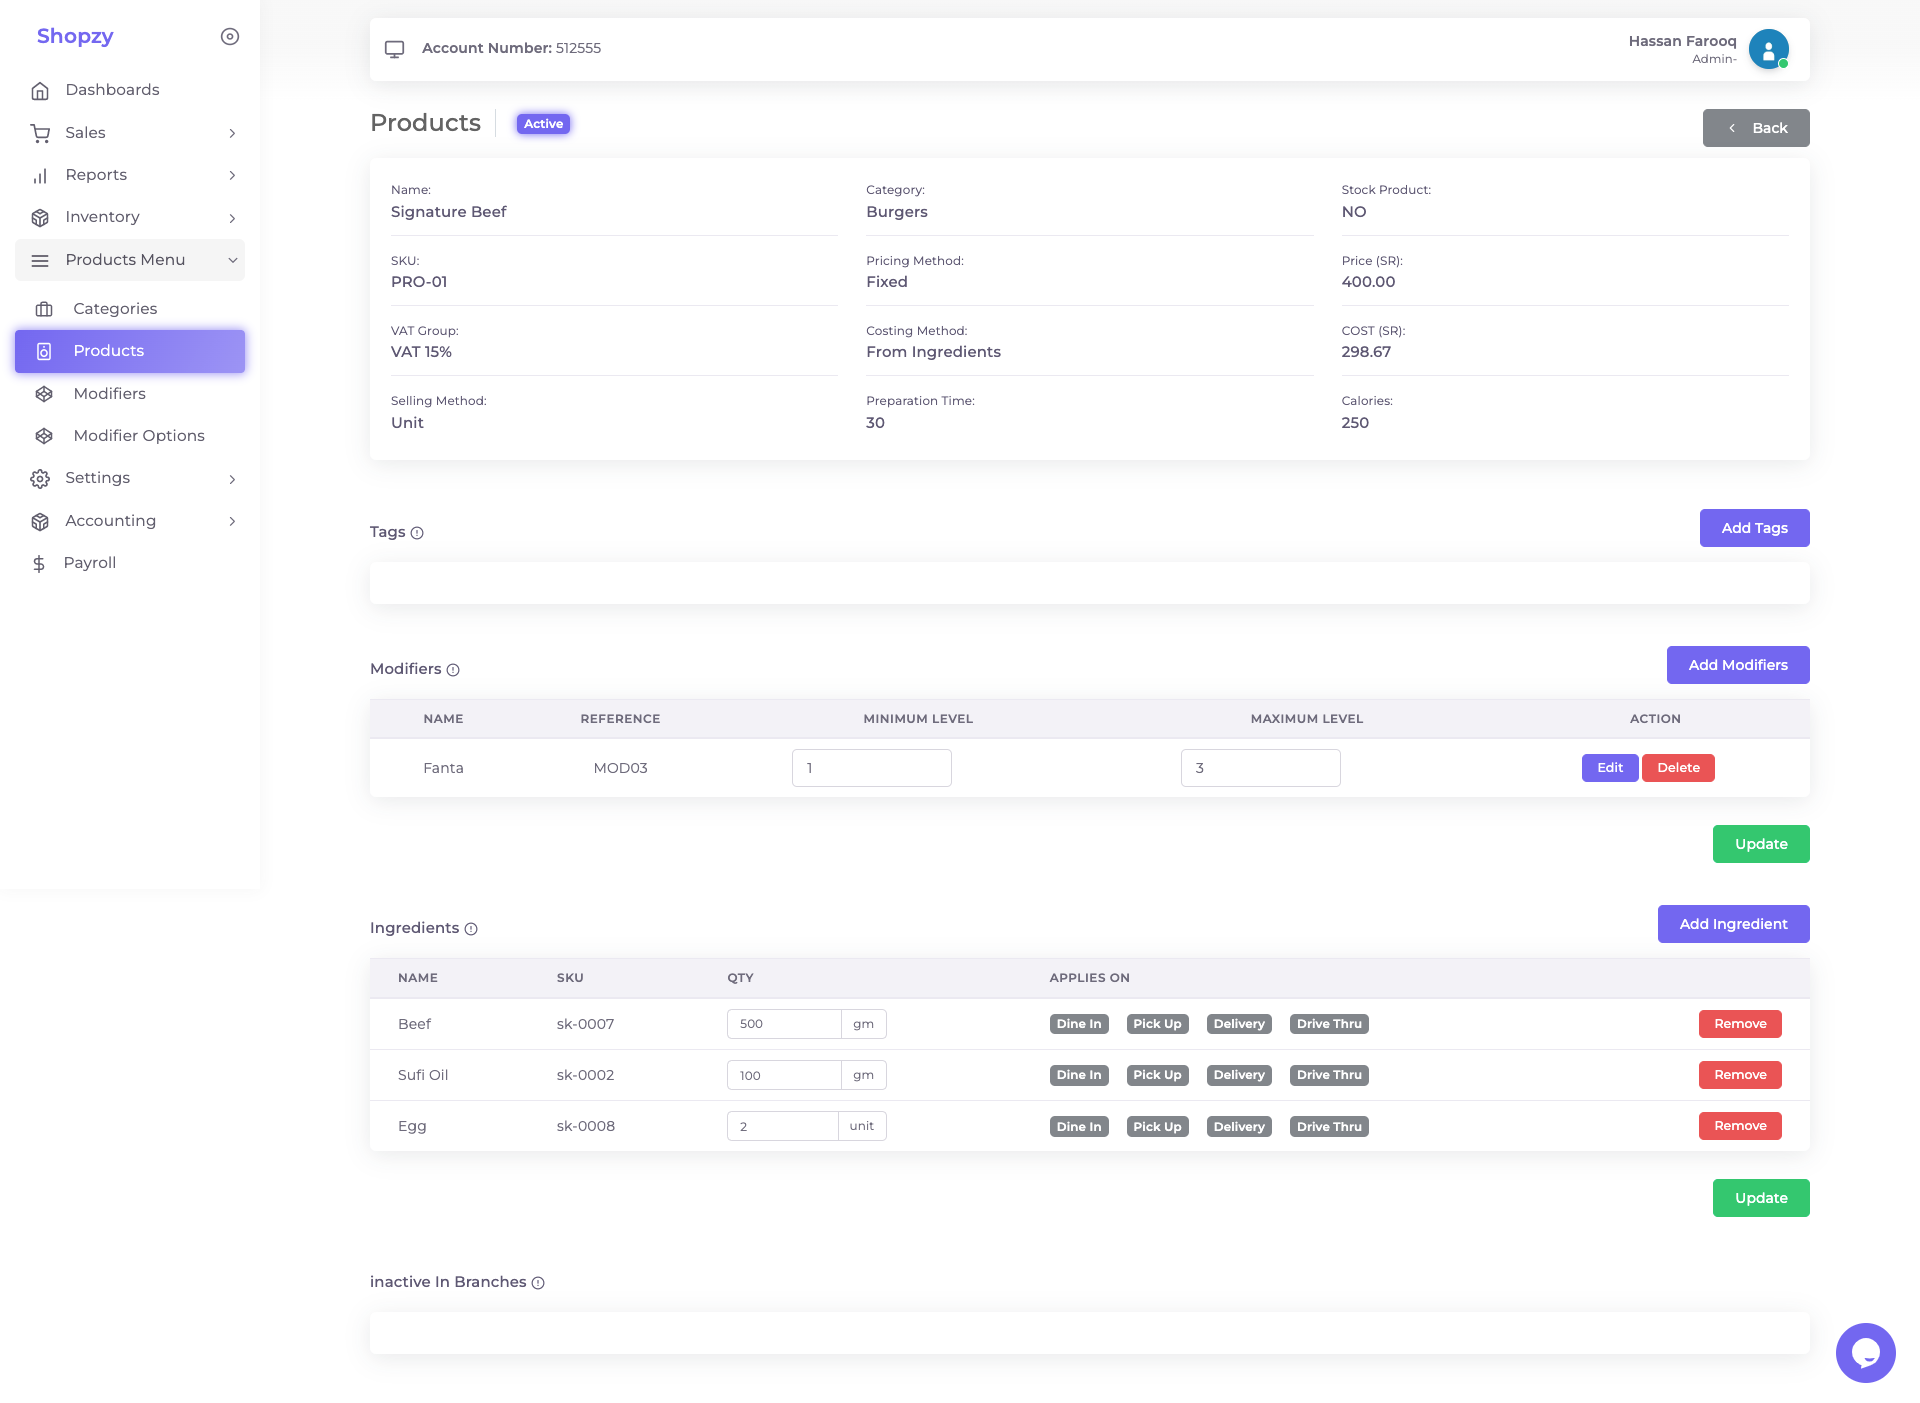 Shopzy
Dashboards
Sales
Reports
Inventory
Products Menu
Categories
Products
Modifiers
Modifier Options
Settings
Accounting
Payroll
Account Number: 512555
Hassan Farooq
Admin-
Products
Active
Back
Name:
Signature Beef
Category:
Burgers
Stock Product:
NO
SKU:
PRO-01
Pricing Method:
Fixed
Price (SR):
400.00
VAT Group:
VAT 15%
Costing Method:
From Ingredients
COST (SR):
298.67
Selling Method:
Unit
Preparation Time:
30
Calories:
250
Tags
Add Tags
Modifiers
Add Modifiers
NAME REFERENCE MINIMUM LEVEL MAXIMUM LEVEL ACTION
Fanta MOD03 1 3 Edit Delete
Update
Ingredients
Add Ingredient
NAME SKU QTY APPLIES ON
Beef sk-0007 500 gm Dine In Pick Up Delivery Drive Thru Remove
Sufi Oil sk-0002 100 gm Dine In Pick Up Delivery Drive Thru Remove
Egg sk-0008 2 unit Dine In Pick Up Delivery Drive Thru Remove
Update
inactive In Branches